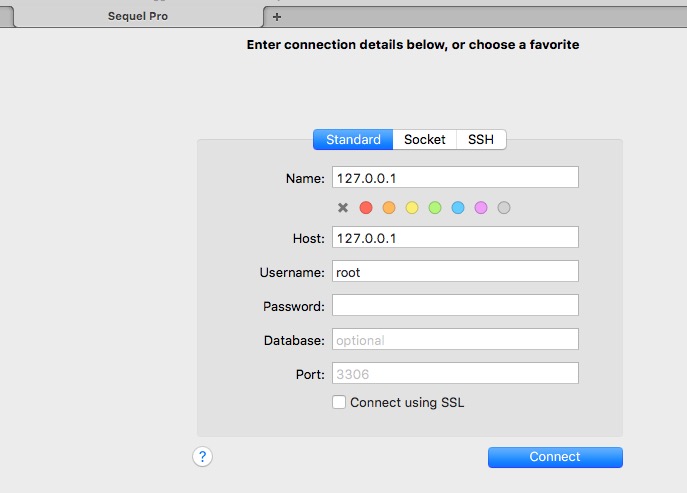 Sequel Pro
+
Enter connection details below, or choose a favorite
Standard Socket SSH
Name: 127.0.0.1
Host: 127.0.0.1
Username: root
Password:
Database: optional
Port: 3306
Connect using SSL
? Connect